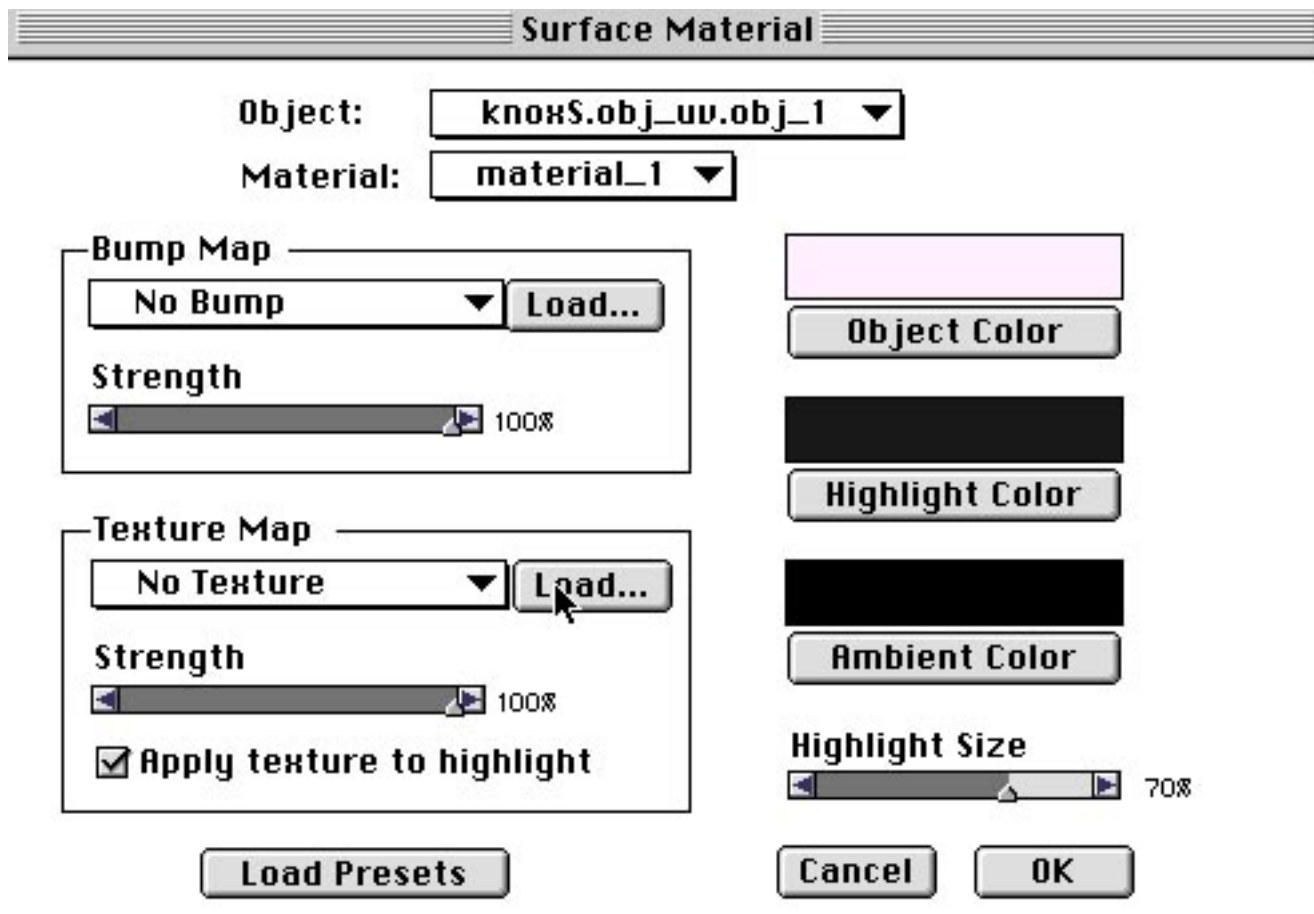 Surface Material
Object: knoxS.obj_uv.obj_1
Material: material_1
Bump Map
No Bump Load...
Strength
100%
Object Color
Highlight Color
Texture Map
No Texture Load...
Strength
100%
Apply texture to highlight
Ambient Color
Highlight Size
70%
Load Presets
Cancel OK